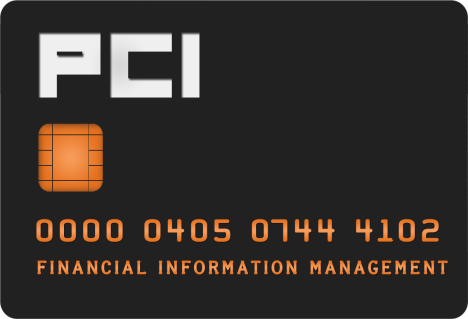 PCI
0000 0405 0744 4102
FINANCIAL INFORMATION MANAGEMENT